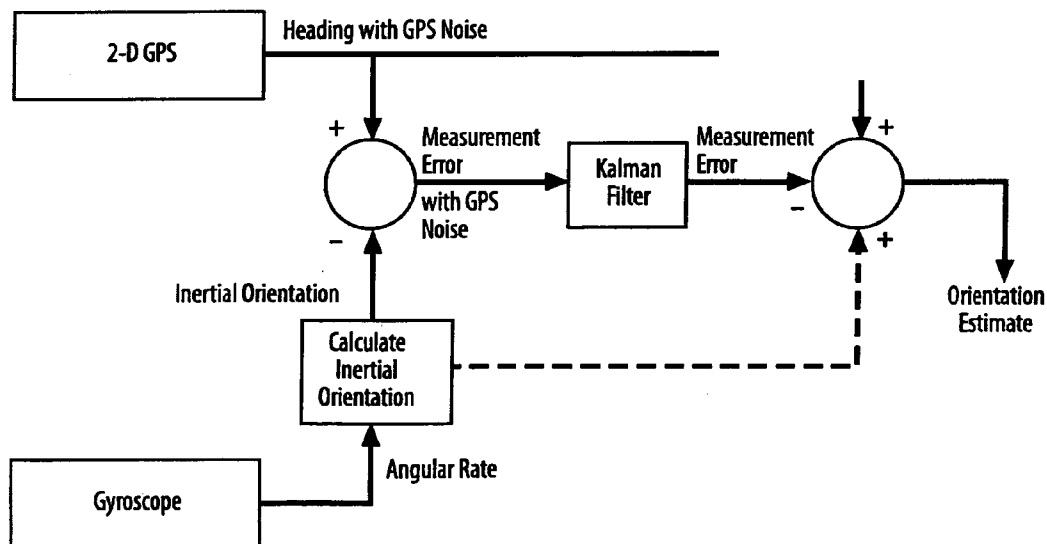 2-D GPS
Heading with GPS Noise
+
Measurement
Error
with GPS
Noise
Kalman
Filter
Measurement
Error
+
-
+
-
Inertial Orientation
Calculate
Inertial
Orientation
Orientation
Estimate
Angular Rate
Gyroscope